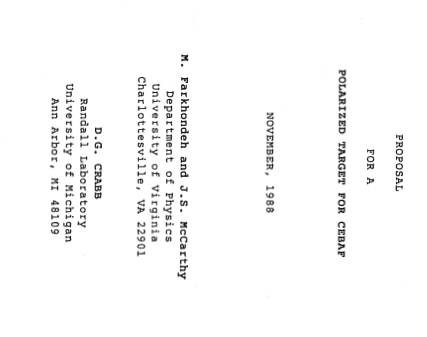 PROPOSAL
FOR A
POLARIZED TARGET FOR CEBAF
NOVEMBER, 1988
M. Farkhondeh and J.S. McCarthy
Department of Physics
University of Virginia
Charlottesville, VA 22901
D.G. CRABB
Randall Laboratory
University of Michigan
Ann Arbor, MI 48109